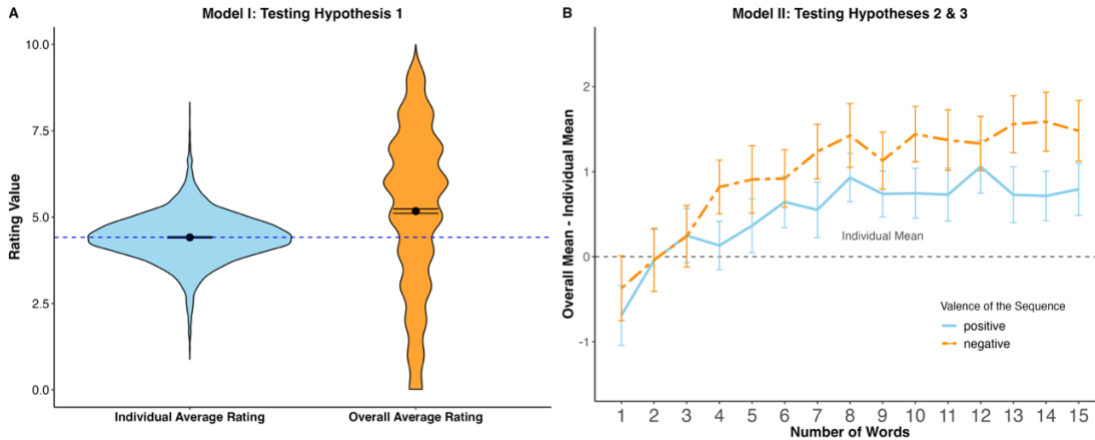 A
Model I: Testing Hypothesis 1
Rating Value
10.0
7.5
5.0
2.5
0.0
Individual Average Rating
Overall Average Rating
B
Model II: Testing Hypotheses 2 & 3
Overall Mean - Individual Mean
2
1
0
-1
Individual Mean
Valence of the Sequence
positive
negative
1 2 3 4 5 6 7 8 9 10 11 12 13 14 15
Number of Words